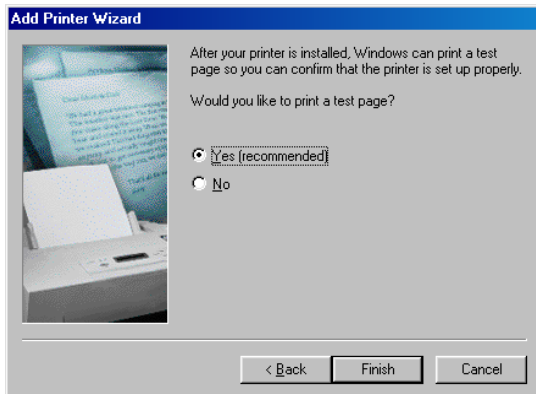 Add Printer Wizard
After your printer is installed, Windows can print a test
page so you can confirm that the printer is set up properly.
Would you like to print a test page?
Yes (recommended)
No
< Back
Finish
Cancel